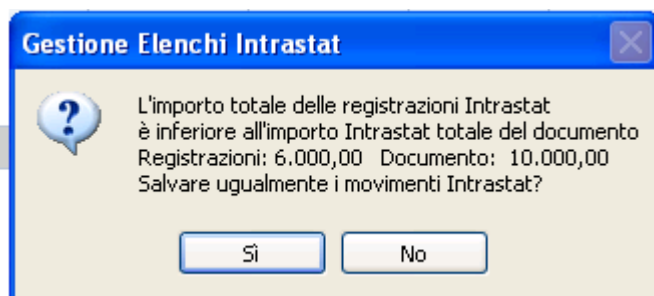 Gestione Elenchi Intrastat
L'importo totale delle registrazioni Intrastat
è inferiore all'importo Intrastat totale del documento
Registrazioni: 6.000,00 Documento: 10.000,00
Salvare ugualmente i movimenti Intrastat?
Sì No